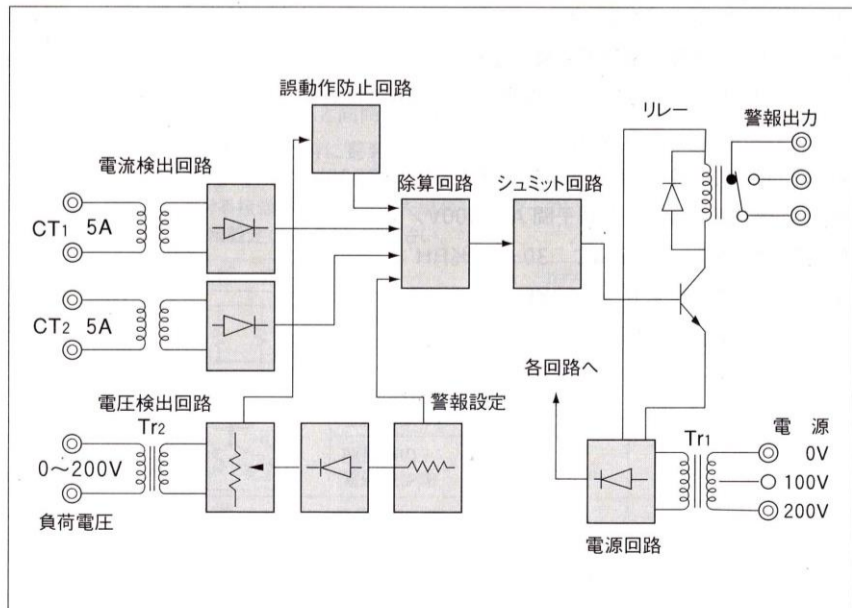 誤動作防止回路
リレー
警報出力
電流検出回路
除算回路
シュミット回路
CT1 5A
CT2 5A
各回路へ
電圧検出回路
警報設定
Tr2
Tr1
電 源
0V
0～200V
100V
200V
負荷電圧
電源回路